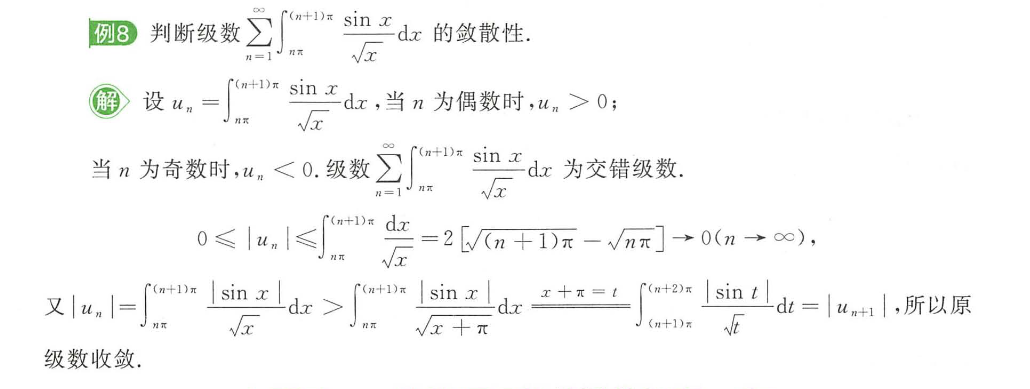 例8 判断级数 $\sum_{n=1}^{\infty}\int_{n\pi}^{(n+1)\pi}\frac{\sin x}{\sqrt{x}}\mathrm{d}x$ 的敛散性.
解 设 $u_n=\int_{n\pi}^{(n+1)\pi}\frac{\sin x}{\sqrt{x}}\mathrm{d}x$,当 n 为偶数时,$u_n>0$;
当 n 为奇数时,$u_n<0$.级数 $\sum_{n=1}^{\infty}\int_{n\pi}^{(n+1)\pi}\frac{\sin x}{\sqrt{x}}\mathrm{d}x$ 为交错级数.
$0\leqslant|u_n|\leqslant\int_{n\pi}^{(n+1)\pi}\frac{\mathrm{d}x}{\sqrt{x}}=2[\sqrt{(n+1)\pi}-\sqrt{n\pi}]\to0(n\to\infty)$,
又 $|u_n|=\int_{n\pi}^{(n+1)\pi}\frac{|\sin x|}{\sqrt{x}}\mathrm{d}x>\int_{n\pi}^{(n+1)\pi}\frac{|\sin x|}{\sqrt{x+\pi}}\mathrm{d}x\xlongequal{x+\pi=t}\int_{(n+1)\pi}^{(n+2)\pi}\frac{|\sin t|}{\sqrt{t}}\mathrm{d}t=|u_{n+1}|$,所以原
级数收敛.